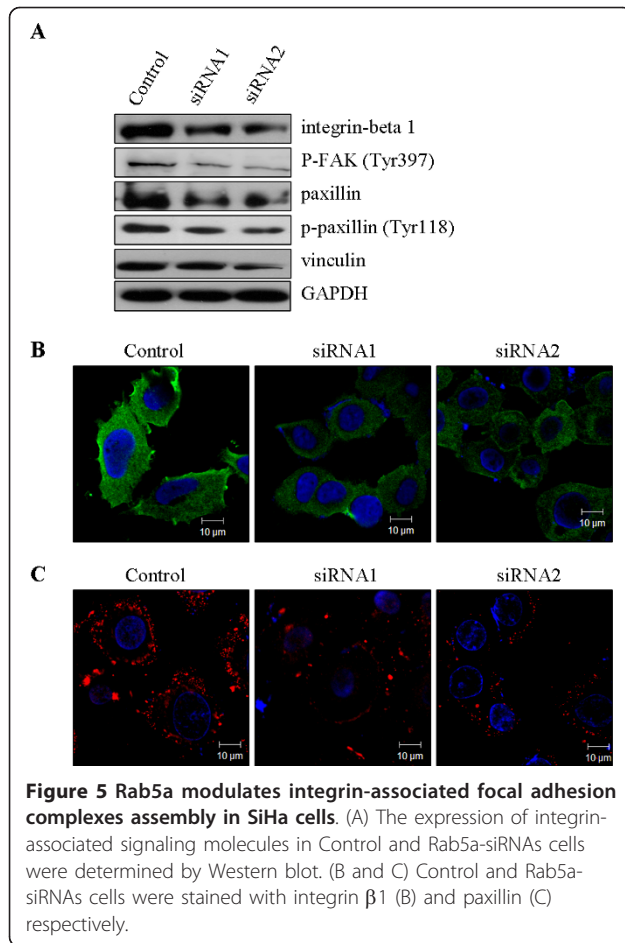 A
Control siRNA1 siRNA2
integrin-beta 1
P-FAK (Tyr397)
paxillin
p-paxillin (Tyr118)
vinculin
GAPDH
B
Control siRNA1 siRNA2
10 μm 10 μm 10 μm
C
Control siRNA1 siRNA2
10 μm 10 μm 10 μm
Figure 5 Rab5a modulates integrin-associated focal adhesion
complexes assembly in SiHa cells. (A) The expression of integrin-
associated signaling molecules in Control and Rab5a-siRNAs cells
were determined by Western blot. (B and C) Control and Rab5a-
siRNAs cells were stained with integrin β1 (B) and paxillin (C)
respectively.